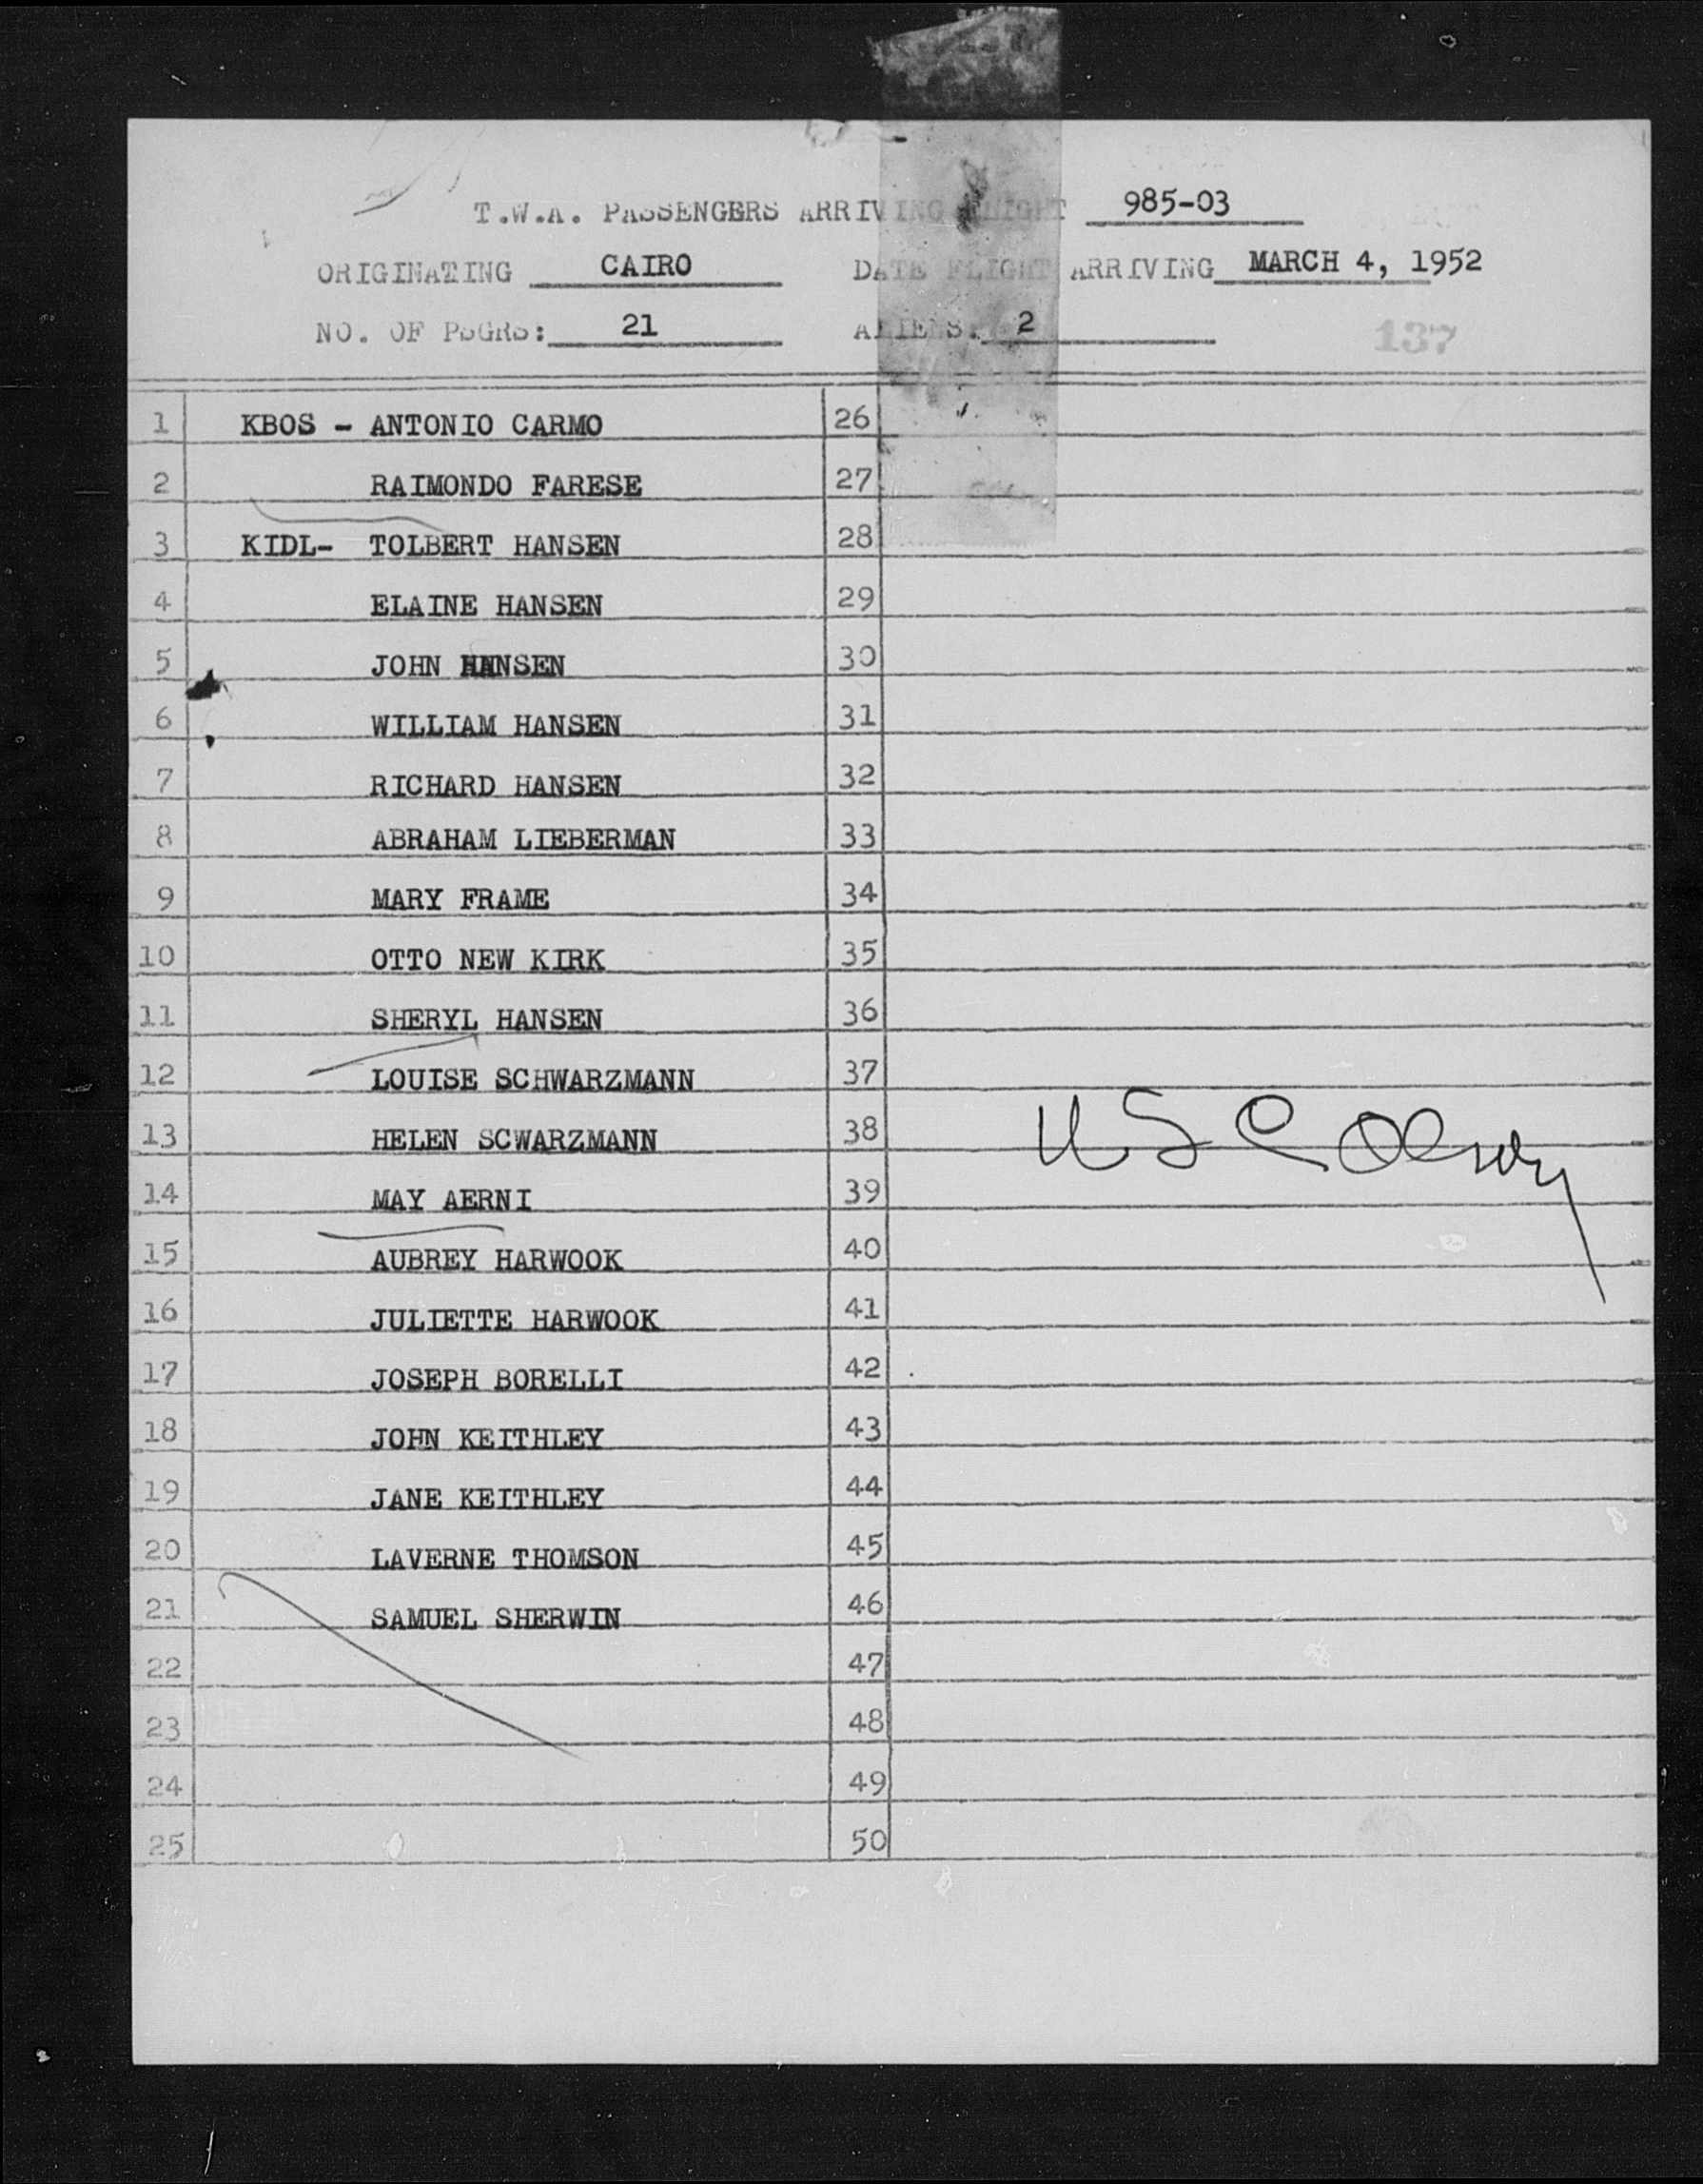 T.W.A. PASSENGERS ARRIVING FLIGHT 985-03
ORIGINATING CAIRO DATE FLIGHT ARRIVING MARCH 4, 1952
NO. OF PSGRS: 21 ALIENS: 2
137
1 KBOS - ANTONIO CARMO 26
2 RAIMONDO FARESE 27
3 KIDL- TOLBERT HANSEN 28
4 ELAINE HANSEN 29
5 JOHN HANSEN 30
6 WILLIAM HANSEN 31
7 RICHARD HANSEN 32
8 ABRAHAM LIEBERMAN 33
9 MARY FRAME 34
10 OTTO NEW KIRK 35
11 SHERYL HANSEN 36
12 LOUISE SCHWARZMANN 37
13 HELEN SCWARZMANN 38
14 MAY AERNI 39
15 AUBREY HARWOOK 40
16 JULIETTE HARWOOK 41
17 JOSEPH BORELLI 42
18 JOHN KEITHLEY 43
19 JANE KEITHLEY 44
20 LAVERNE THOMSON 45
21 SAMUEL SHERWIN 46
22 47
23 48
24 49
25 50